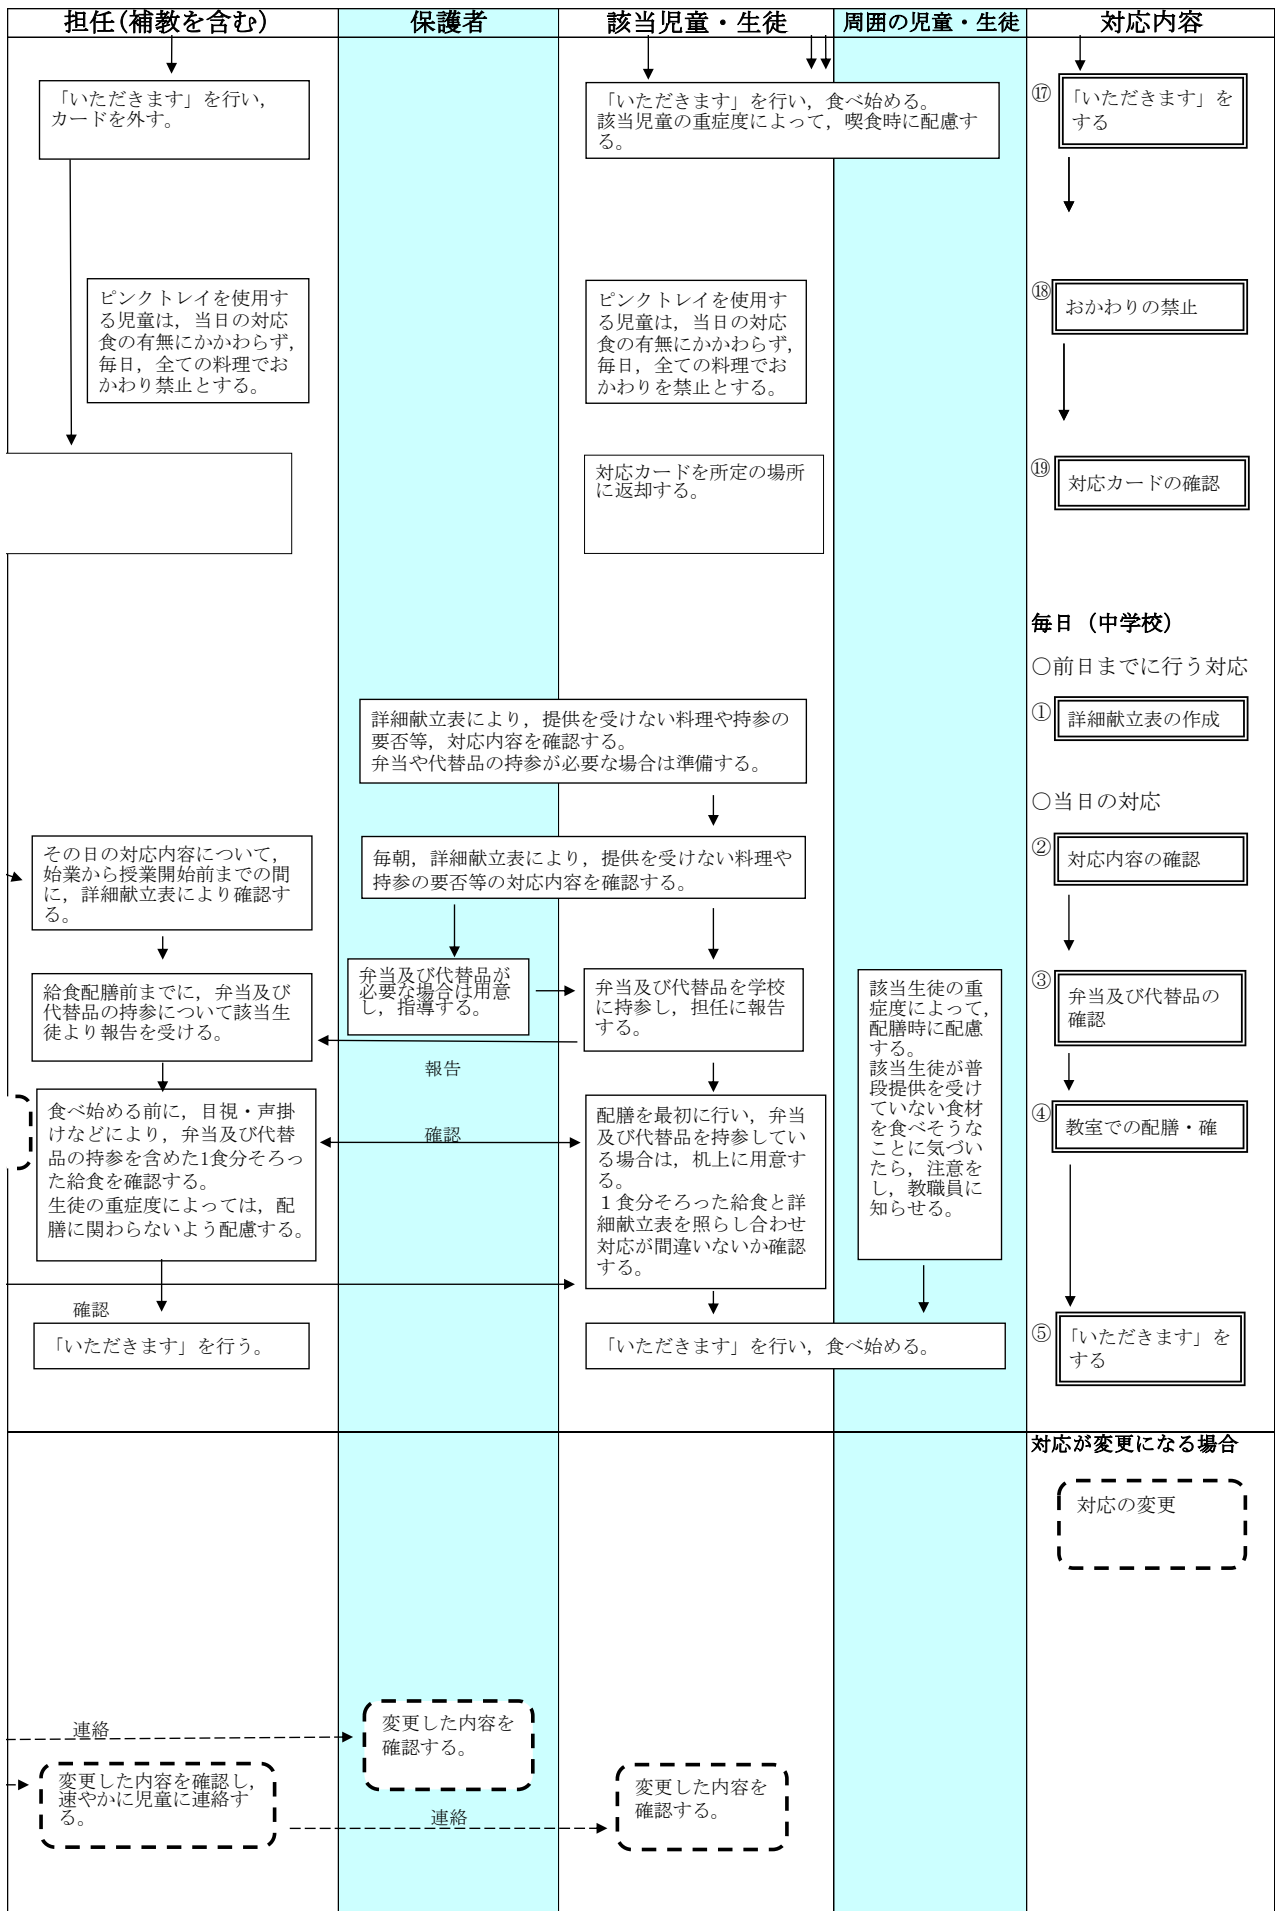 担任(補教を含む)
保護者
該当児童・生徒
周囲の児童・生徒
対応内容
「いただきます」を行い,
カードを外す。
「いただきます」を行い,食べ始める。
該当児童の重症度によって,喫食時に配慮す
る。
⑰
「いただきます」を
する
ピンクトレイを使用す
る児童は,当日の対応
食の有無にかかわらず,
毎日,全ての料理でお
かわり禁止とする。
ピンクトレイを使用す
る児童は,当日の対応
食の有無にかかわらず,
毎日,全ての料理でお
かわりを禁止とする。
⑱
おかわりの禁止
対応カードを所定の場所
に返却する。
⑲
対応カードの確認
毎日(中学校)
○前日までに行う対応
詳細献立表により,提供を受けない料理や持参の
要否等,対応内容を確認する。
弁当や代替品の持参が必要な場合は準備する。
①
詳細献立表の作成
○当日の対応
その日の対応内容について,
始業から授業開始前までの間
に,詳細献立表により確認す
る。
毎朝,詳細献立表により,提供を受けない料理や
持参の要否等の対応内容を確認する。
②
対応内容の確認
給食配膳前までに,弁当及び
代替品の持参について該当生
徒より報告を受ける。
弁当及び代替品が
必要な場合は用意
し,指導する。
弁当及び代替品を学校
に持参し,担任に報告
する。
該当生徒の重
症度によって,
配膳時に配慮
する。
該当生徒が普
段提供を受け
ていない食材
を食べそうな
ことに気づい
たら,注意を
し,教職員に
知らせる。
③
弁当及び代替品の
確認
報告
食べ始める前に,目視・声掛
けなどにより,弁当及び代替
品の持参を含めた1食分そろっ
た給食を確認する。
生徒の重症度によっては,配
膳に関わらないよう配慮する。
確認
配膳を最初に行い,弁当
及び代替品を持参してい
る場合は,机上に用意す
る。
1食分そろった給食と詳
細献立表を照らし合わせ
対応が間違いないか確認
する。
④
教室での配膳・確
確認
「いただきます」を行う。
「いただきます」を行い,食べ始める。
⑤
「いただきます」を
する
対応が変更になる場合
対応の変更
連絡
変更した内容を
確認する。
変更した内容を確認し,
速やかに児童に連絡す
る。
連絡
変更した内容を
確認する。